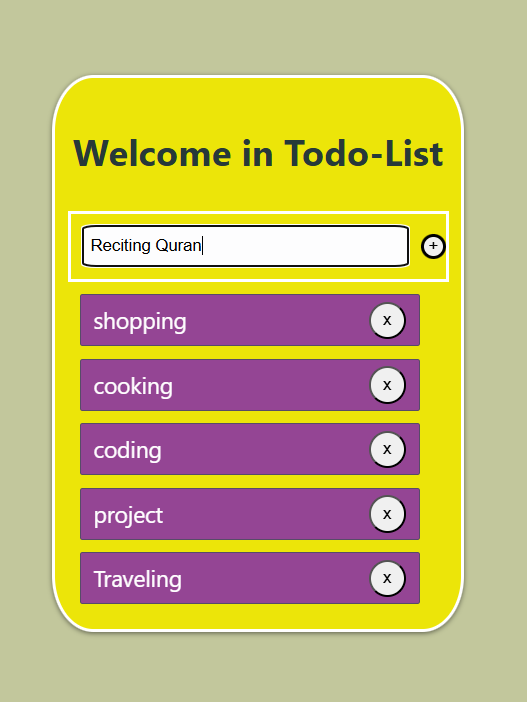 Welcome in Todo-List
Reciting Quran
+
shopping x
cooking x
coding x
project x
Traveling x